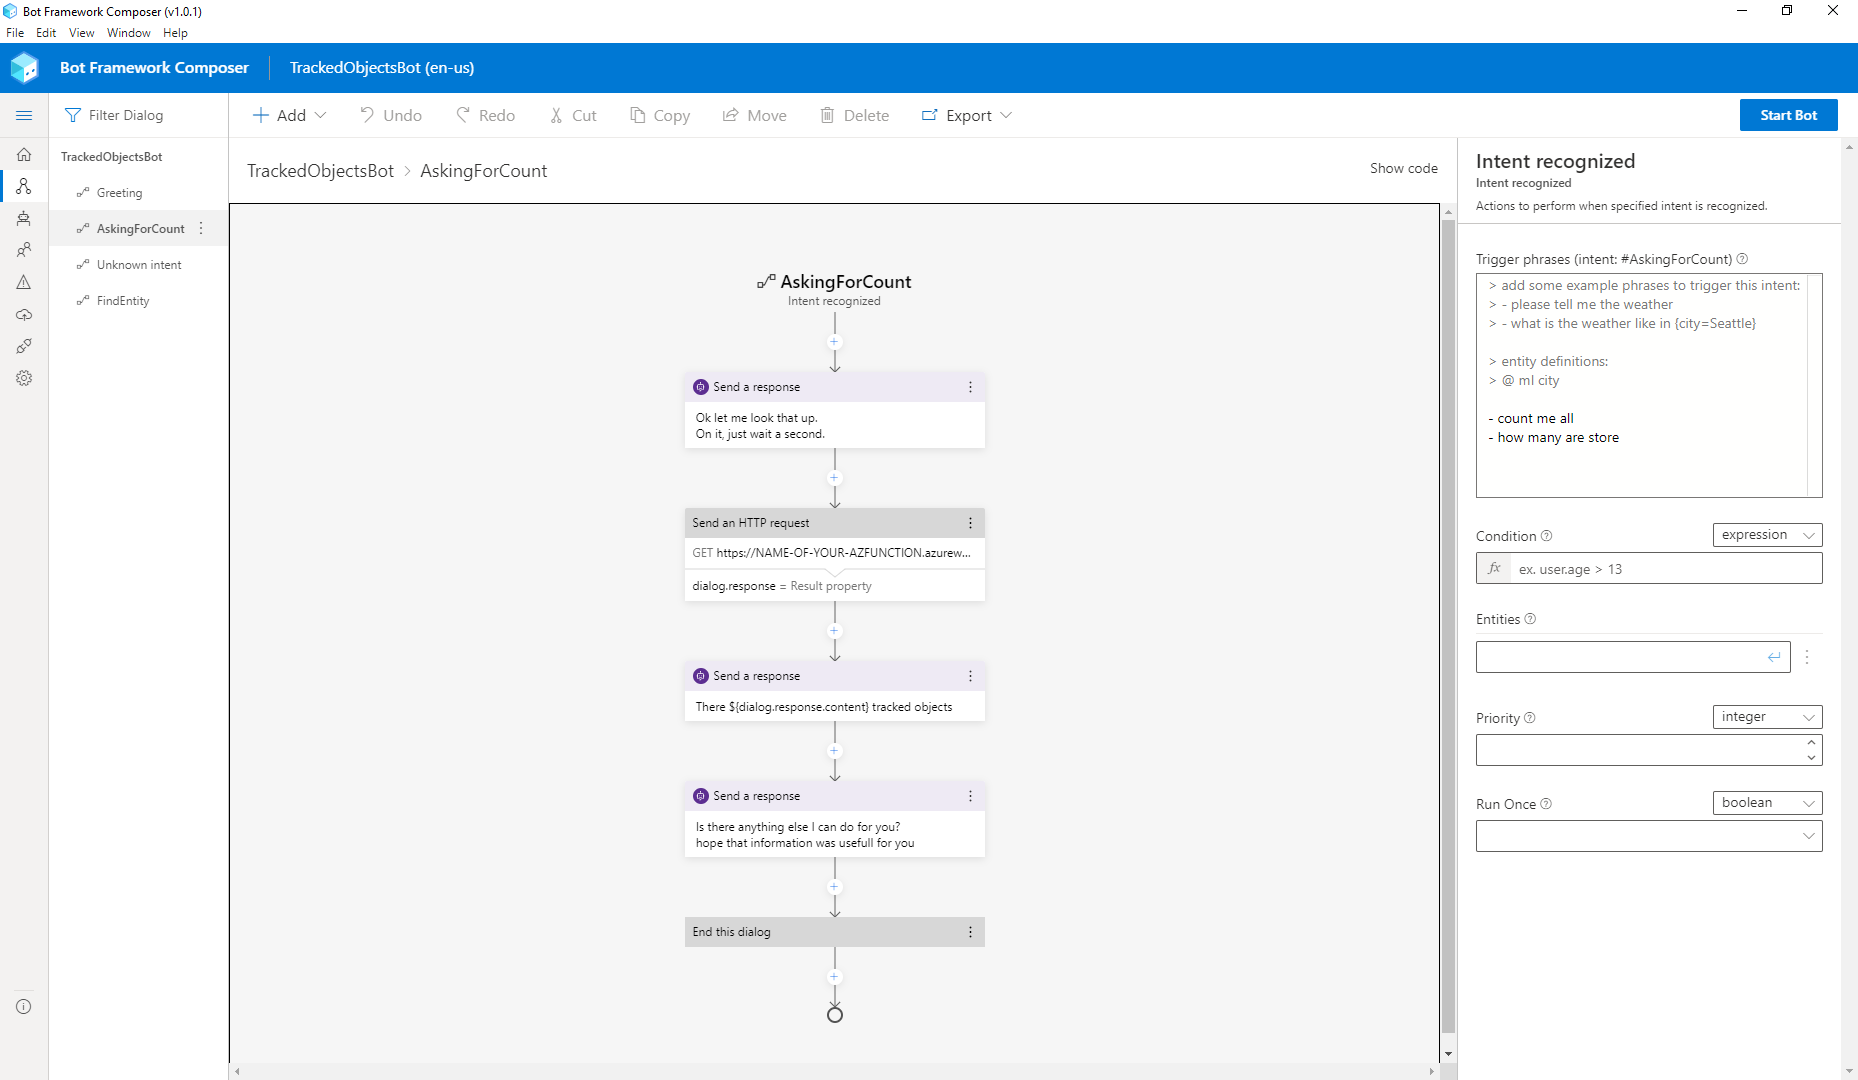 Bot Framework Composer (v1.0.1)
File Edit View Window Help
Bot Framework Composer TrackedObjectsBot (en-us)
Filter Dialog
Add Undo Redo Cut Copy Move Delete Export Start Bot
TrackedObjectsBot
Greeting
AskingForCount
Unknown intent
FindEntity
TrackedObjectsBot > AskingForCount
Show code
AskingForCount
Intent recognized
Send a response
Ok let me look that up.
On it, just wait a second.
Send an HTTP request
GET https://NAME-OF-YOUR-AZFUNCTION.azurew...
dialog.response = Result property
Send a response
There ${dialog.response.content} tracked objects
Send a response
Is there anything else I can do for you?
hope that information was usefull for you
End this dialog
Intent recognized
Intent recognized
Actions to perform when specified intent is recognized.
Trigger phrases (intent: #AskingForCount)
> add some example phrases to trigger this intent:
> - please tell me the weather
> - what is the weather like in {city=Seattle}
> entity definitions:
> @ ml city
- count me all
- how many are store
Condition expression
fx ex. user.age > 13
Entities
Priority integer
Run Once boolean